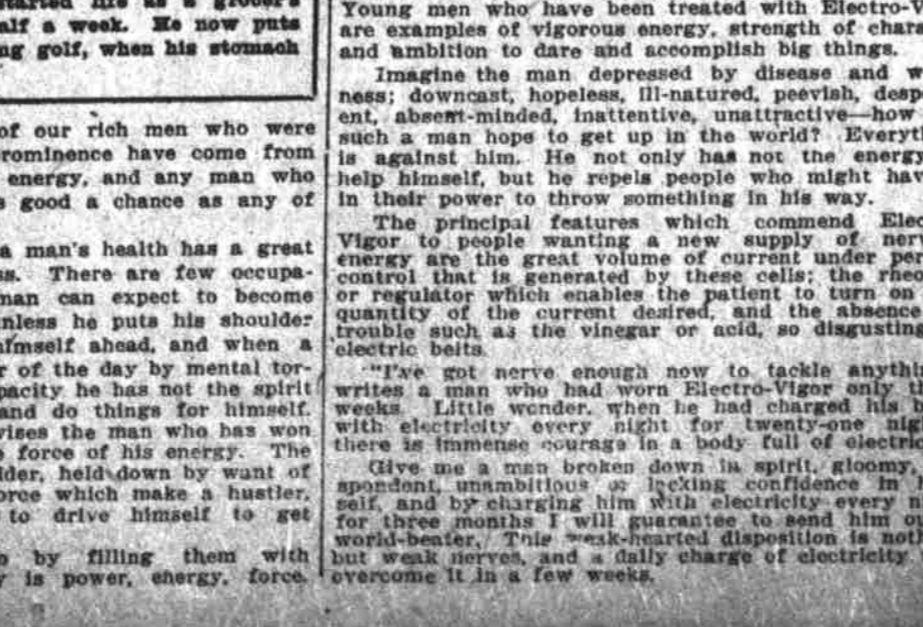 started life as a grocer's
half a week. He now puts
ng golf, when his stomach
of our rich men who were
rominence have come from
energy, and any man who
s good a chance as any of
a man's health has a great
ss. There are few occupa-
man can expect to become
nless he puts his shoulder
himself ahead, and when a
r of the day by mental tor-
pacity he has not the spirit
and do things for himself.
vises the man who has won
force of his energy. The
lder, held down by want of
orce which make a hustler,
to drive himself to get
by filling them with
y is power, energy, force.
Young men who have been treated with Electro-V
are examples of vigorous energy, strength of char
and ambition to dare and accomplish big things.
Imagine the man depressed by disease and w
ness; downcast, hopeless, ill-natured, peevish, desp
ent, absent-minded, inattentive, unattractive—how
such a man hope to get up in the world? Everyt
is against him. He not only has not the energy
help himself, but he repels people who might hav
in their power to throw something in his way.
The principal features which commend Elec
Vigor to people wanting a new supply of ner
energy are the great volume of current under per
control that is generated by these cells; the rheo
or regulator which enables the patient to turn on
quantity of the current desired, and the absence
trouble such as the vinegar or acid, so disgusting
electric belts.
"I've got nerve enough now to tackle anythi
writes a man who had worn Electro-Vigor only
weeks. Little wonder, when he had charged his
with electricity every night for twenty-one nig
there is immense courage in a body full of electri
Give me a man broken down in spirit, gloomy,
spondent, unambitious or lacking confidence in
self, and by charging him with electricity every
for three months I will guarantee to send him o
world-beater. This weak-hearted disposition is noth
but weak nerves, and a daily charge of electricity
overcome it in a few weeks.